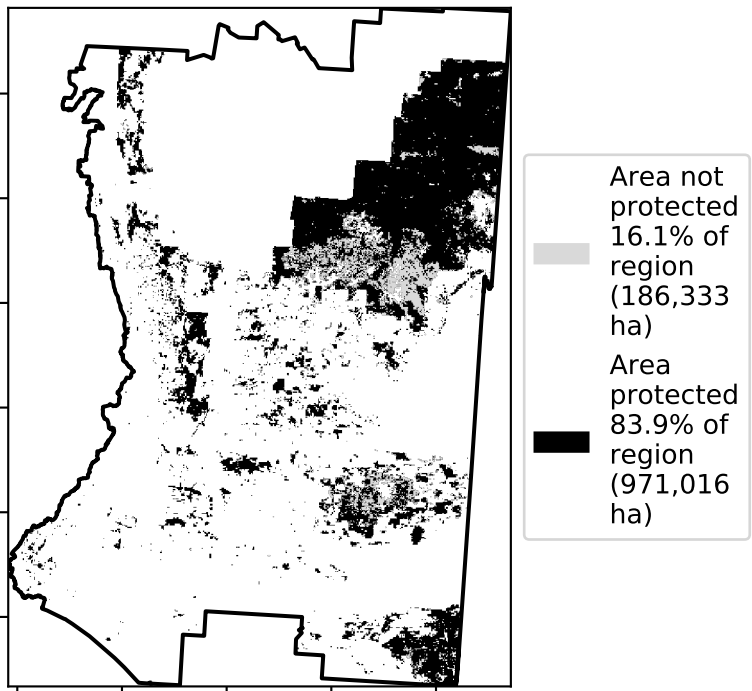 Area not
protected
16.1% of
region
(186,333
ha)
Area
protected
83.9% of
region
(971,016
ha)